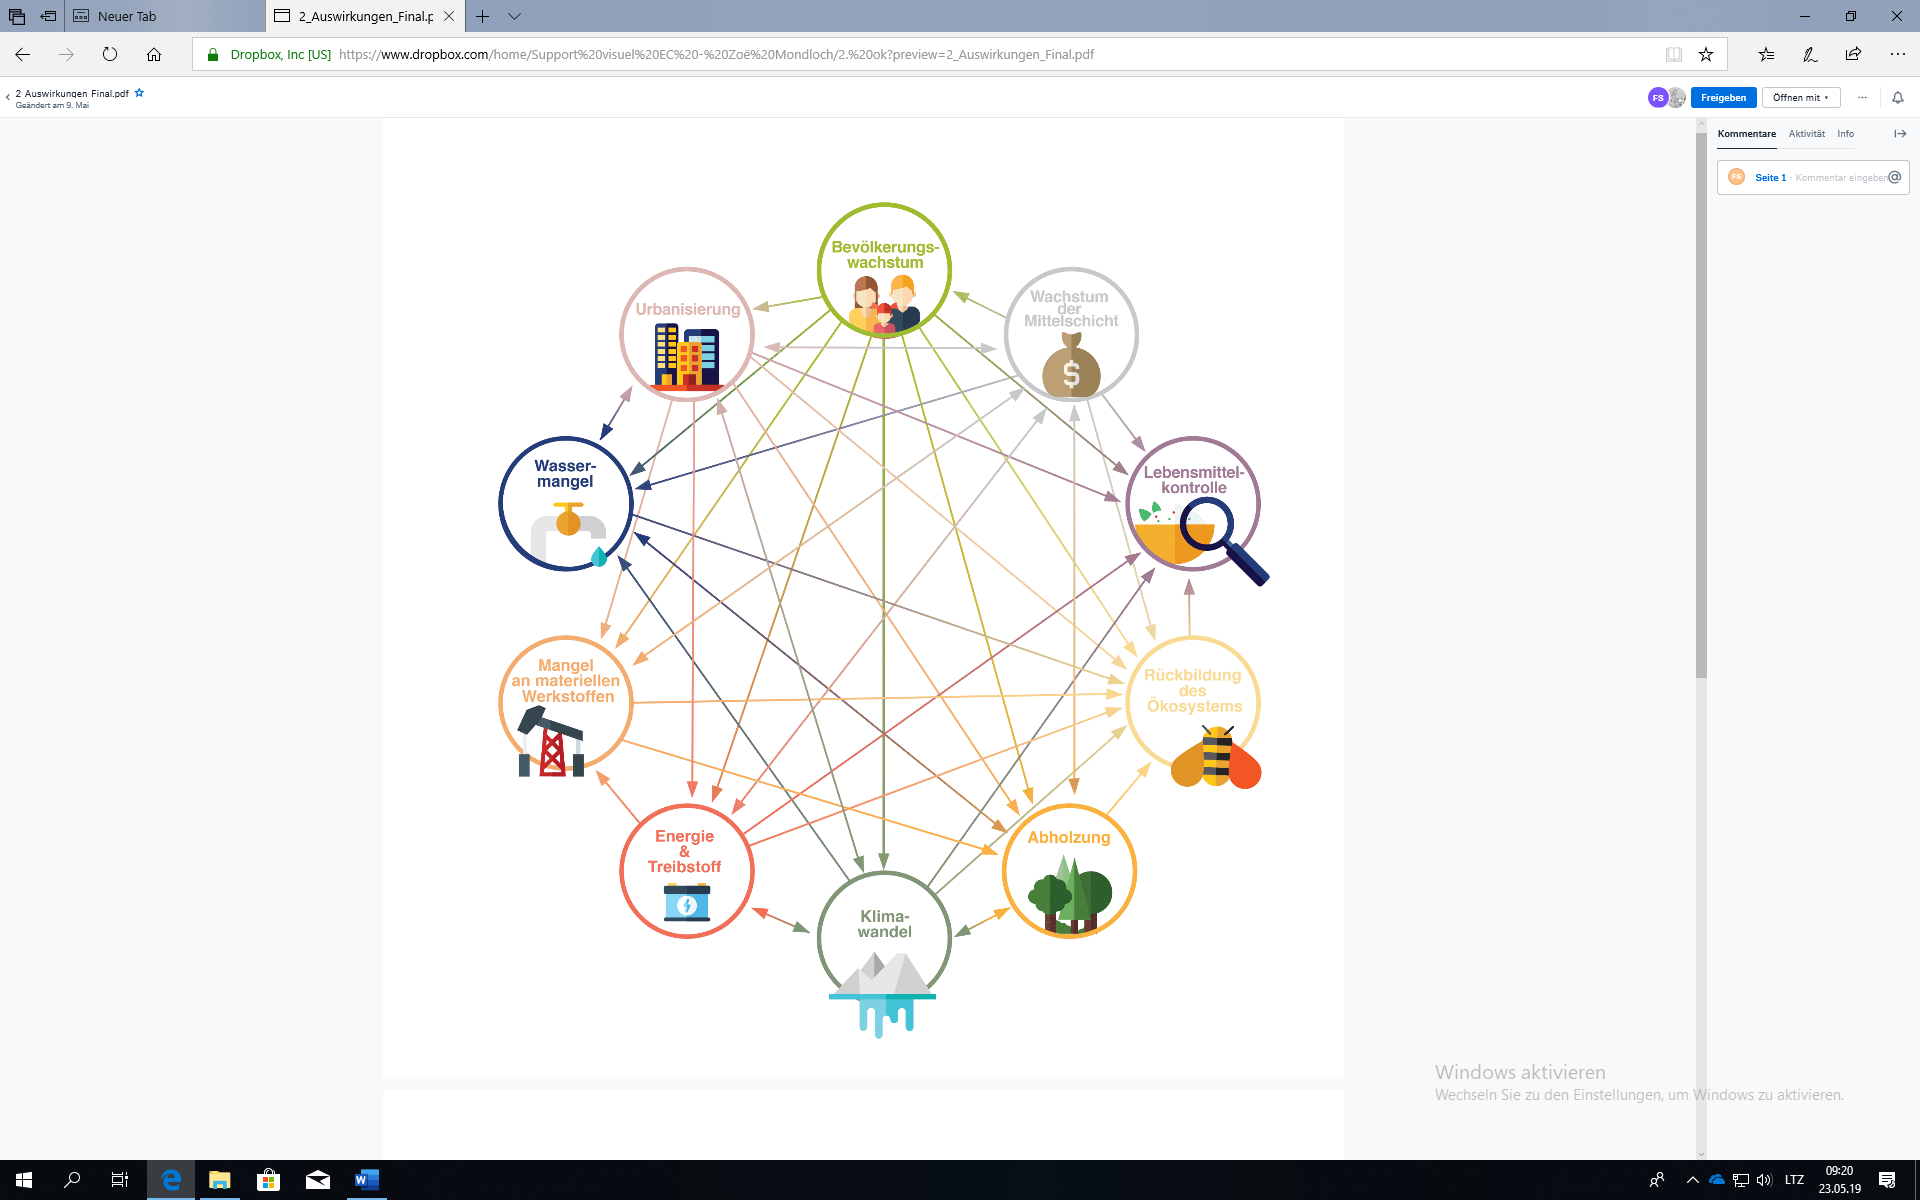 Neuer Tab
2_Auswirkungen_Final.p
Dropbox, Inc [US] https://www.dropbox.com/home/Support%20visuel%20EC%20-%20Zoë%20Mondloch/2.%20ok?preview=2_Auswirkungen_Final.pdf
2 Auswirkungen Final.pdf
Geändert am 9. Mai
FS
Freigeben
Öffnen mit
Kommentare Aktivität Info
FS Seite 1 - Kommentar eingeben @
Bevölkerungs-
wachstum
Urbanisierung
Wachstum
der
Mittelschicht
$
Wasser-
mangel
Lebensmittel-
kontrolle
Mangel
an materiellen
Werkstoffen
Rückbildung
des
Ökosystems
Energie
&
Treibstoff
Abholzung
Klima-
wandel
Windows aktivieren
Wechseln Sie zu den Einstellungen, um Windows zu aktivieren.
LTZ
09:20
23.05.19